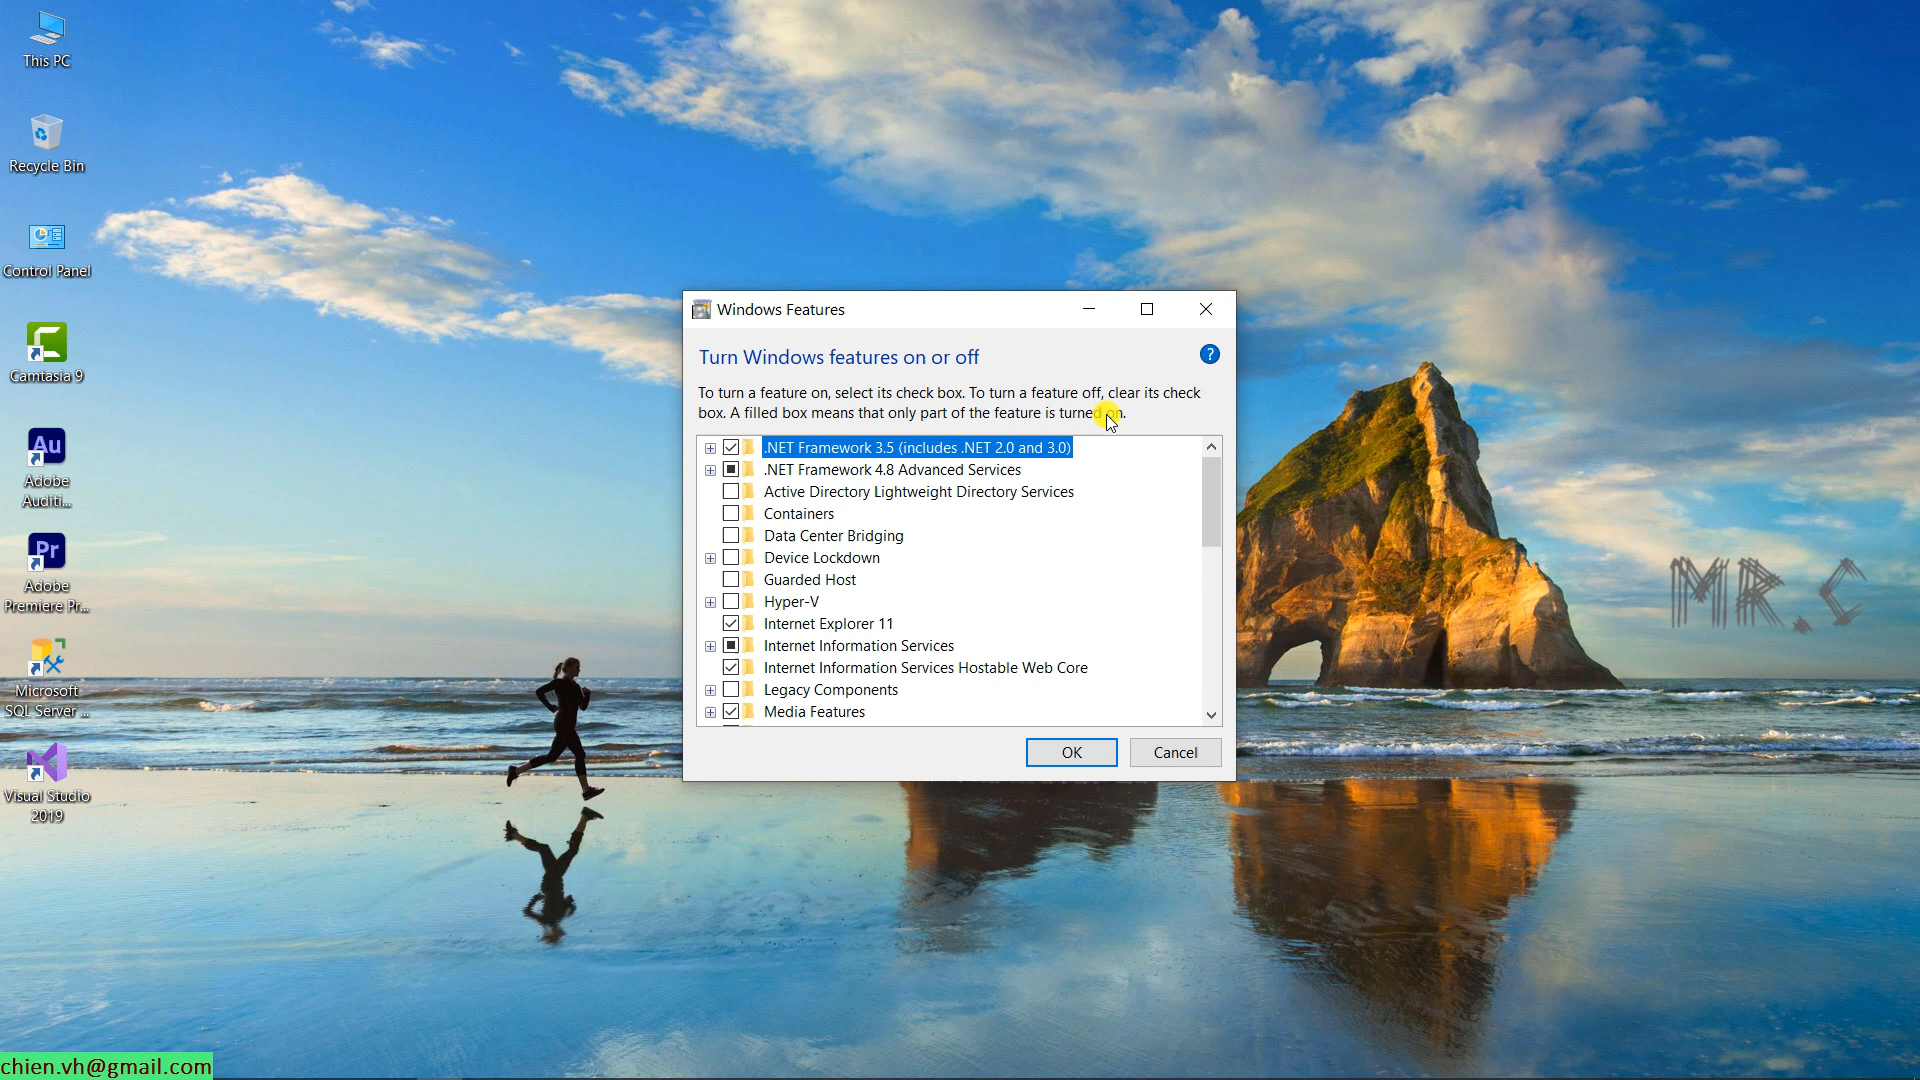 This PC
Recycle Bin
Control Panel
Camtasia 9
Au
Adobe
Auditi...
Pr
Adobe
Premiere Pr...
Microsoft
SQL Server ...
Visual Studio
2019
Windows Features
Turn Windows features on or off
?
To turn a feature on, select its check box. To turn a feature off, clear its check
box. A filled box means that only part of the feature is turned on.
.NET Framework 3.5 (includes .NET 2.0 and 3.0)
.NET Framework 4.8 Advanced Services
Active Directory Lightweight Directory Services
Containers
Data Center Bridging
Device Lockdown
Guarded Host
Hyper-V
Internet Explorer 11
Internet Information Services
Internet Information Services Hostable Web Core
Legacy Components
Media Features
OK
Cancel
MR.C
chien.vh@gmail.com